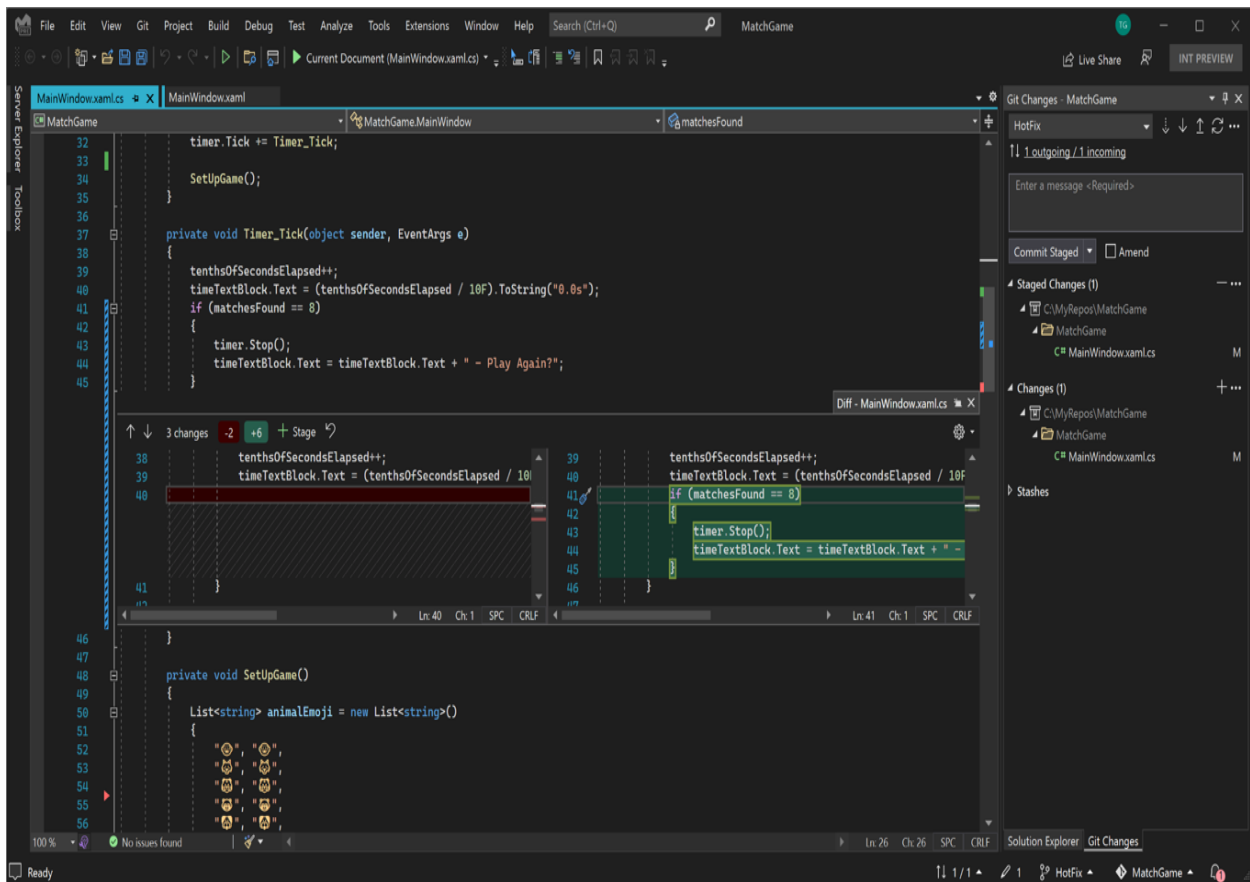 File Edit View Git Project Build Debug Test Analyze Tools Extensions Window Help Search (Ctrl+Q) MatchGame TG
Current Document (MainWindow.xaml.cs) Live Share INT PREVIEW
Server Explorer
Toolbox
MainWindow.xaml.cs MainWindow.xaml
MatchGame MatchGame.MainWindow matchesFound
32 timer.Tick += Timer_Tick;
33
34 SetUpGame();
35 }
36
37 private void Timer_Tick(object sender, EventArgs e)
38 {
39 tenthsOfSecondsElapsed++;
40 timeTextBlock.Text = (tenthsOfSecondsElapsed / 10F).ToString("0.0s");
41 if (matchesFound == 8)
42 {
43 timer.Stop();
44 timeTextBlock.Text = timeTextBlock.Text + " - Play Again?";
45 }
Diff - MainWindow.xaml.cs
3 changes -2 +6 Stage
38 tenthsOfSecondsElapsed++;
39 timeTextBlock.Text = (tenthsOfSecondsElapsed / 10
40
41 }
Ln: 40 Ch: 1 SPC CRLF
39 tenthsOfSecondsElapsed++;
40 timeTextBlock.Text = (tenthsOfSecondsElapsed / 10F
41 if (matchesFound == 8)
42 {
43 timer.Stop();
44 timeTextBlock.Text = timeTextBlock.Text + " -
45 }
46 }
Ln: 41 Ch: 1 SPC CRLF
46 }
47
48 private void SetUpGame()
49 {
50 List<string> animalEmoji = new List<string>()
51 {
52 " ", " ",
53 " ", " ",
54 " ", " ",
55 " ", " ",
56 " ", " ",
100 % No issues found Ln: 26 Ch: 26 SPC CRLF
Git Changes - MatchGame
HotFix
1 outgoing / 1 incoming
Enter a message <Required>
Commit Staged Amend
Staged Changes (1)
C:\MyRepos\MatchGame
MatchGame
C# MainWindow.xaml.cs M
Changes (1)
C:\MyRepos\MatchGame
MatchGame
C# MainWindow.xaml.cs M
Stashes
Solution Explorer Git Changes
Ready 1 / 1 1 HotFix MatchGame 1